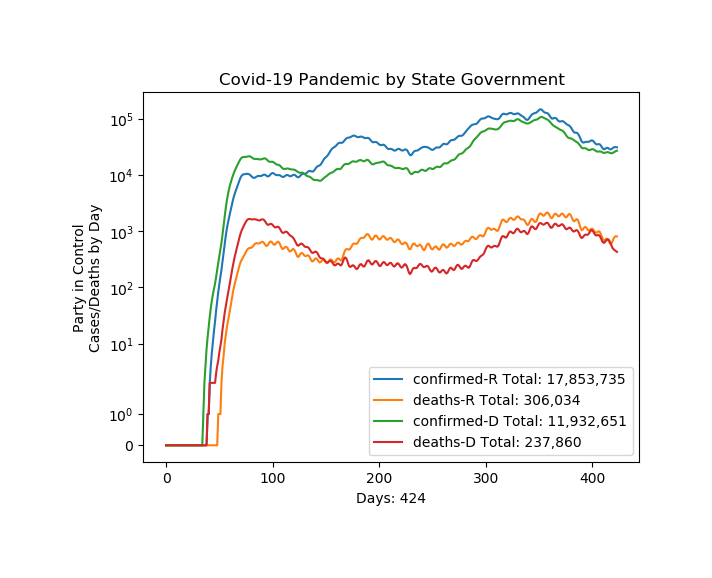 Covid-19 Pandemic by State Government
Party in Control
Cases/Deaths by Day
10^5
10^4
10^3
10^2
10^1
10^0
0
confirmed-R Total: 17,853,735
deaths-R Total: 306,034
confirmed-D Total: 11,932,651
deaths-D Total: 237,860
0 100 200 300 400
Days: 424